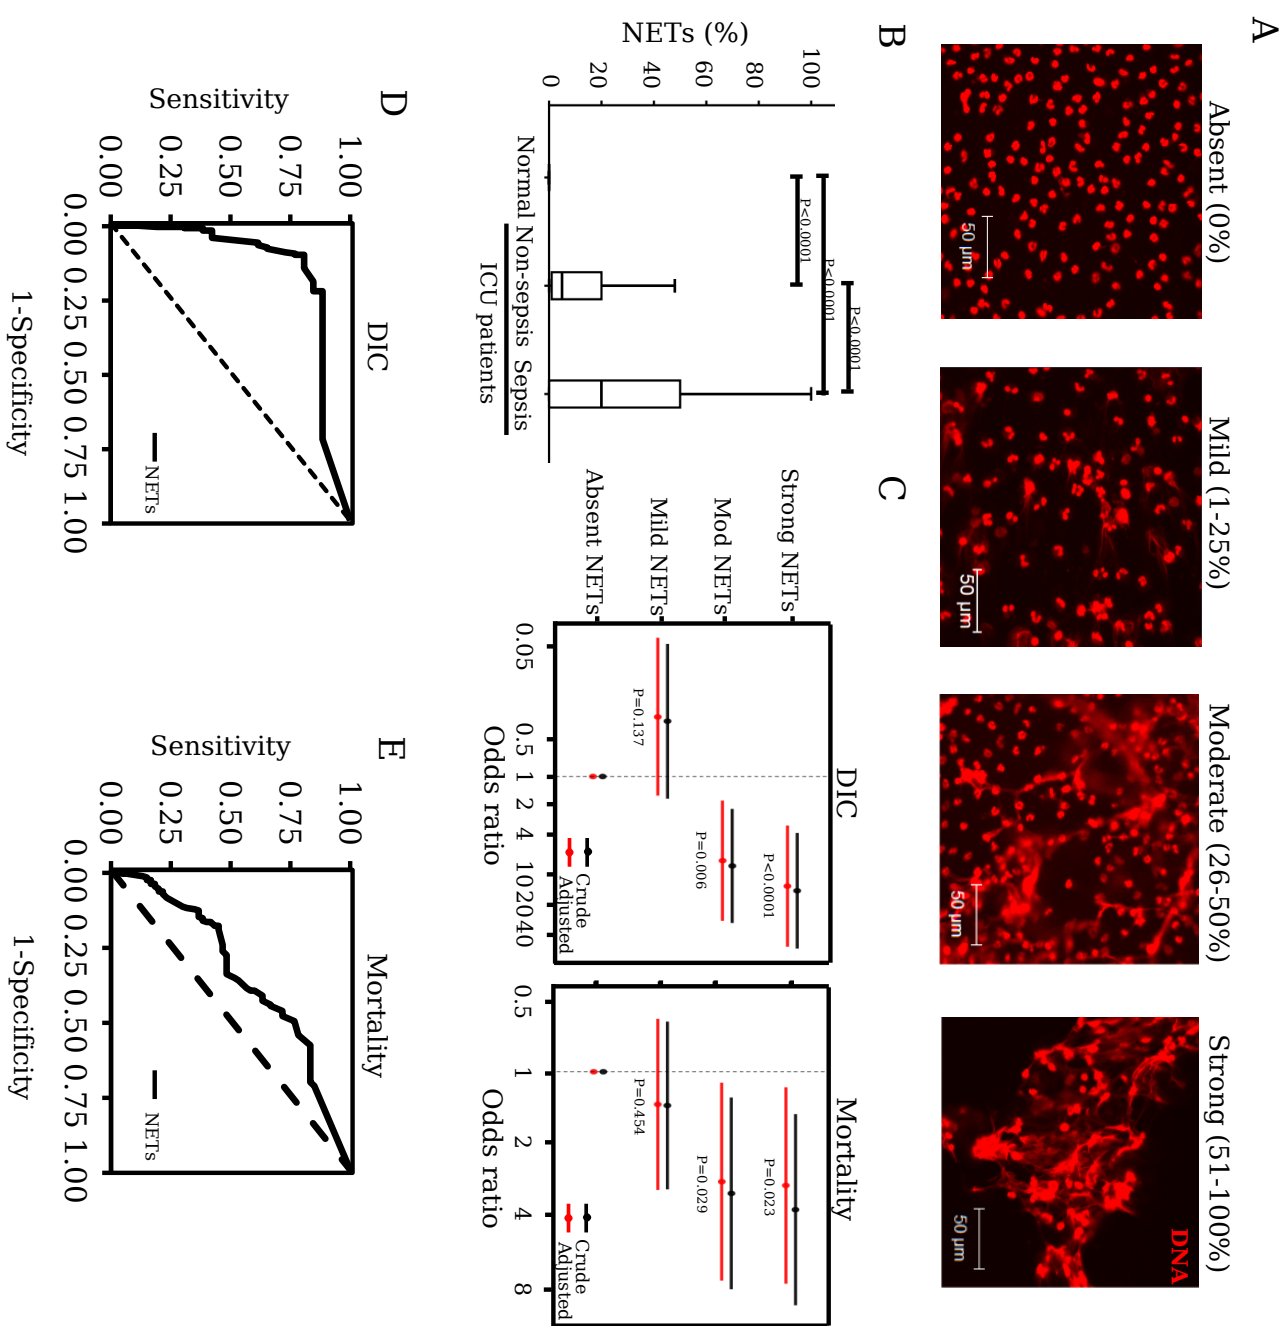 A
Absent (0%)
Mild (1-25%)
Moderate (26-50%)
Strong (51-100%)
50 µm
50 µm
50 µm
50 µm
DNA
B
NETs (%)
100
80
60
40
20
0
P<0.0001
P<0.0001
P<0.0001
Normal Non-sepsis Sepsis
ICU patients
C
DIC
Mortality
Strong NETs
Mod NETs
Mild NETs
Absent NETs
P<0.0001
P=0.006
P=0.137
Crude
Adjusted
0.05 0.5 1 2 4 10 20 40
Odds ratio
P=0.023
P=0.029
P=0.454
Crude
Adjusted
0.5 1 2 4 8
Odds ratio
D
DIC
Sensitivity
1.00
0.75
0.50
0.25
0.00
NETs
0.00 0.25 0.50 0.75 1.00
1-Specificity
E
Mortality
Sensitivity
1.00
0.75
0.50
0.25
0.00
NETs
0.00 0.25 0.50 0.75 1.00
1-Specificity